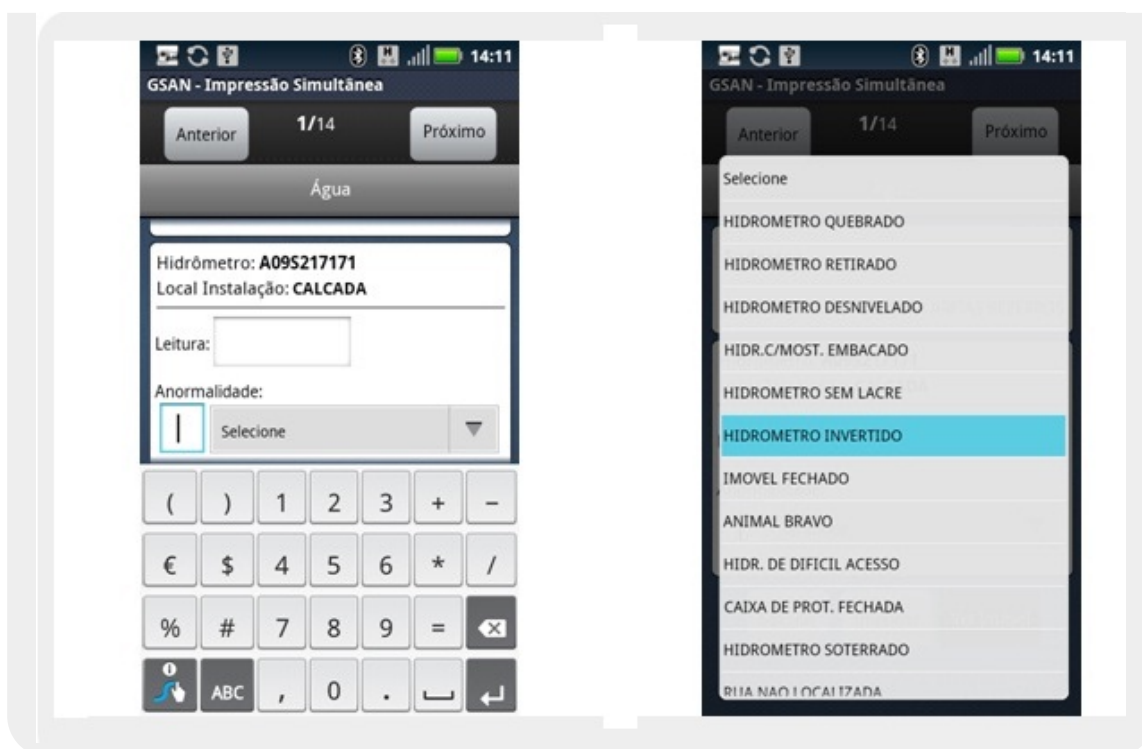 14:11
GSAN - Impressão Simultânea
Anterior 1/14 Próximo
Água
Hidrômetro: A09S217171
Local Instalação: CALCADA
Leitura:
Anormalidade:
Selecione
( ) 1 2 3 + -
€ $ 4 5 6 * /
% # 7 8 9 =
ABC , 0 .
14:11
GSAN - Impressão Simultânea
Anterior 1/14 Próximo
Selecione
HIDROMETRO QUEBRADO
HIDROMETRO RETIRADO
HIDROMETRO DESNIVELADO
HIDR.C/MOST. EMBACADO
HIDROMETRO SEM LACRE
HIDROMETRO INVERTIDO
IMOVEL FECHADO
ANIMAL BRAVO
HIDR. DE DIFICIL ACESSO
CAIXA DE PROT. FECHADA
HIDROMETRO SOTERRADO
RUA NAO LOCALIZADA